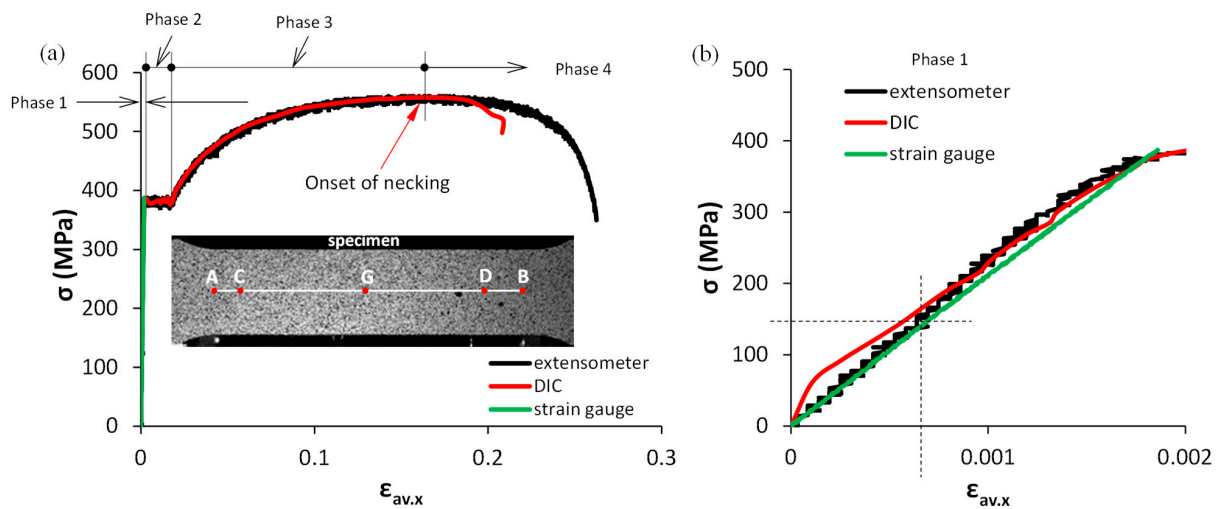 Phase 2
Phase 3
(a)
Phase 4
Phase 1
600
500
400
300
200
100
0
σ (MPa)
Onset of necking
specimen
A C G D B
extensometer
DIC
strain gauge
0 0.1 0.2 0.3
εav.x
(b)
Phase 1
500
400
300
200
100
0
σ (MPa)
extensometer
DIC
strain gauge
0 0.001 0.002
εav.x